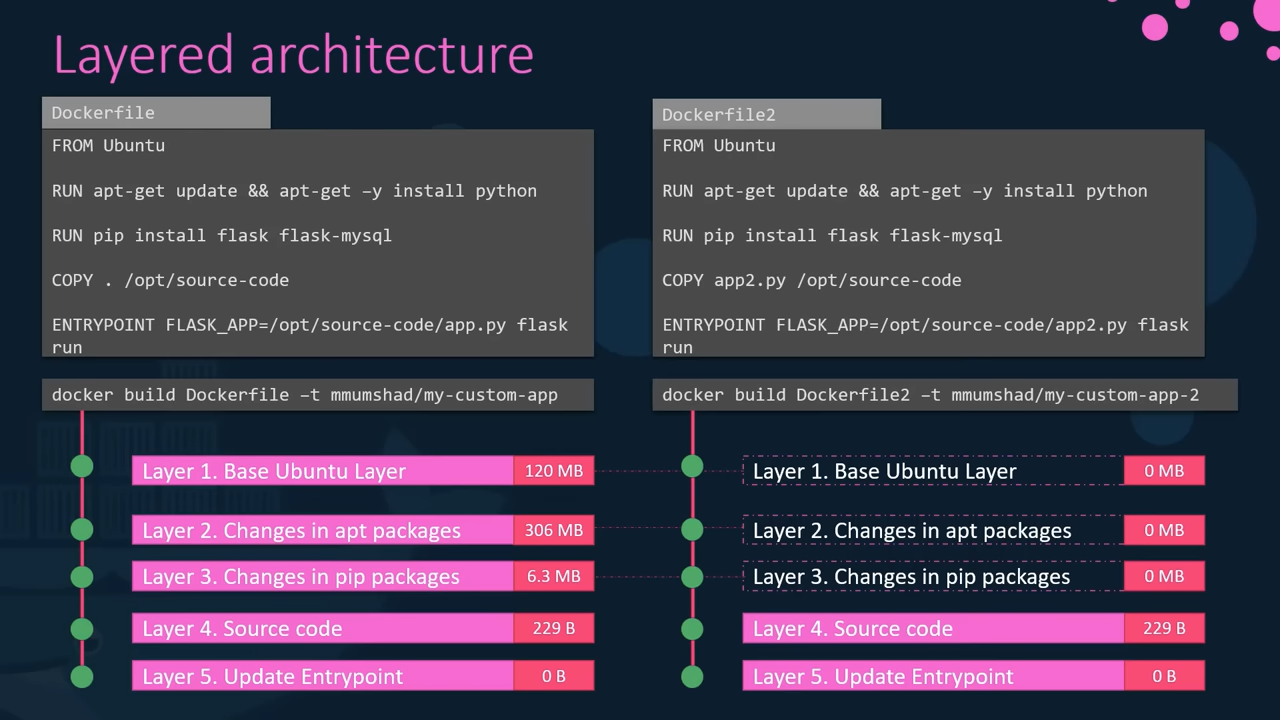 Layered architecture
Dockerfile
FROM Ubuntu
RUN apt-get update && apt-get –y install python
RUN pip install flask flask-mysql
COPY . /opt/source-code
ENTRYPOINT FLASK_APP=/opt/source-code/app.py flask
run
docker build Dockerfile –t mmumshad/my-custom-app
Layer 1. Base Ubuntu Layer 120 MB
Layer 2. Changes in apt packages 306 MB
Layer 3. Changes in pip packages 6.3 MB
Layer 4. Source code 229 B
Layer 5. Update Entrypoint 0 B
Dockerfile2
FROM Ubuntu
RUN apt-get update && apt-get –y install python
RUN pip install flask flask-mysql
COPY app2.py /opt/source-code
ENTRYPOINT FLASK_APP=/opt/source-code/app2.py flask
run
docker build Dockerfile2 –t mmumshad/my-custom-app-2
Layer 1. Base Ubuntu Layer 0 MB
Layer 2. Changes in apt packages 0 MB
Layer 3. Changes in pip packages 0 MB
Layer 4. Source code 229 B
Layer 5. Update Entrypoint 0 B